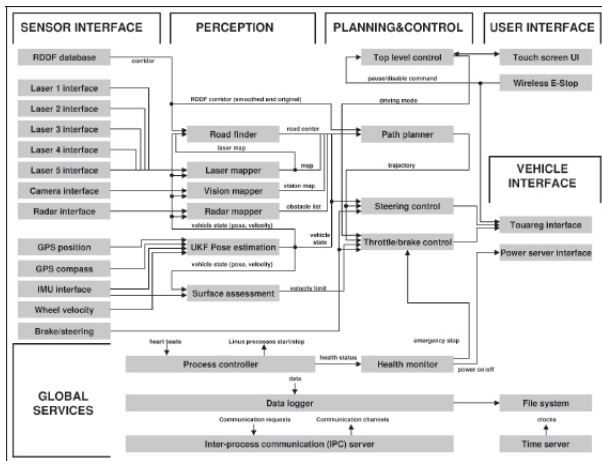 SENSOR INTERFACE
PERCEPTION
PLANNING&CONTROL
USER INTERFACE
RDDF database
Top level control
Touch screen UI
corridor
pause/disable command
Wireless E-Stop
Laser 1 interface
RDDF corridor (smoothed and original)
driving mode
Laser 2 interface
Laser 3 interface
Road finder
road center
Path planner
Laser 4 interface
laser map
Laser 5 interface
Laser mapper
map
trajectory
VEHICLE
INTERFACE
Camera interface
Vision mapper
vision map
Radar interface
Radar mapper
obstacle list
Steering control
vehicle state (pose, velocity)
vehicle
state
Touareg interface
GPS position
UKF Pose estimation
Throttle/brake control
Power server interface
GPS compass
vehicle state (pose, velocity)
IMU interface
Surface assessment
velocity limit
Wheel velocity
Brake/steering
emergency stop
heart beats
Linux processes start/stop
health status
power on/off
Process controller
Health monitor
GLOBAL
SERVICES
data
Data logger
File system
Communication requests
Communication channels
clocks
Inter-process communication (IPC) server
Time server